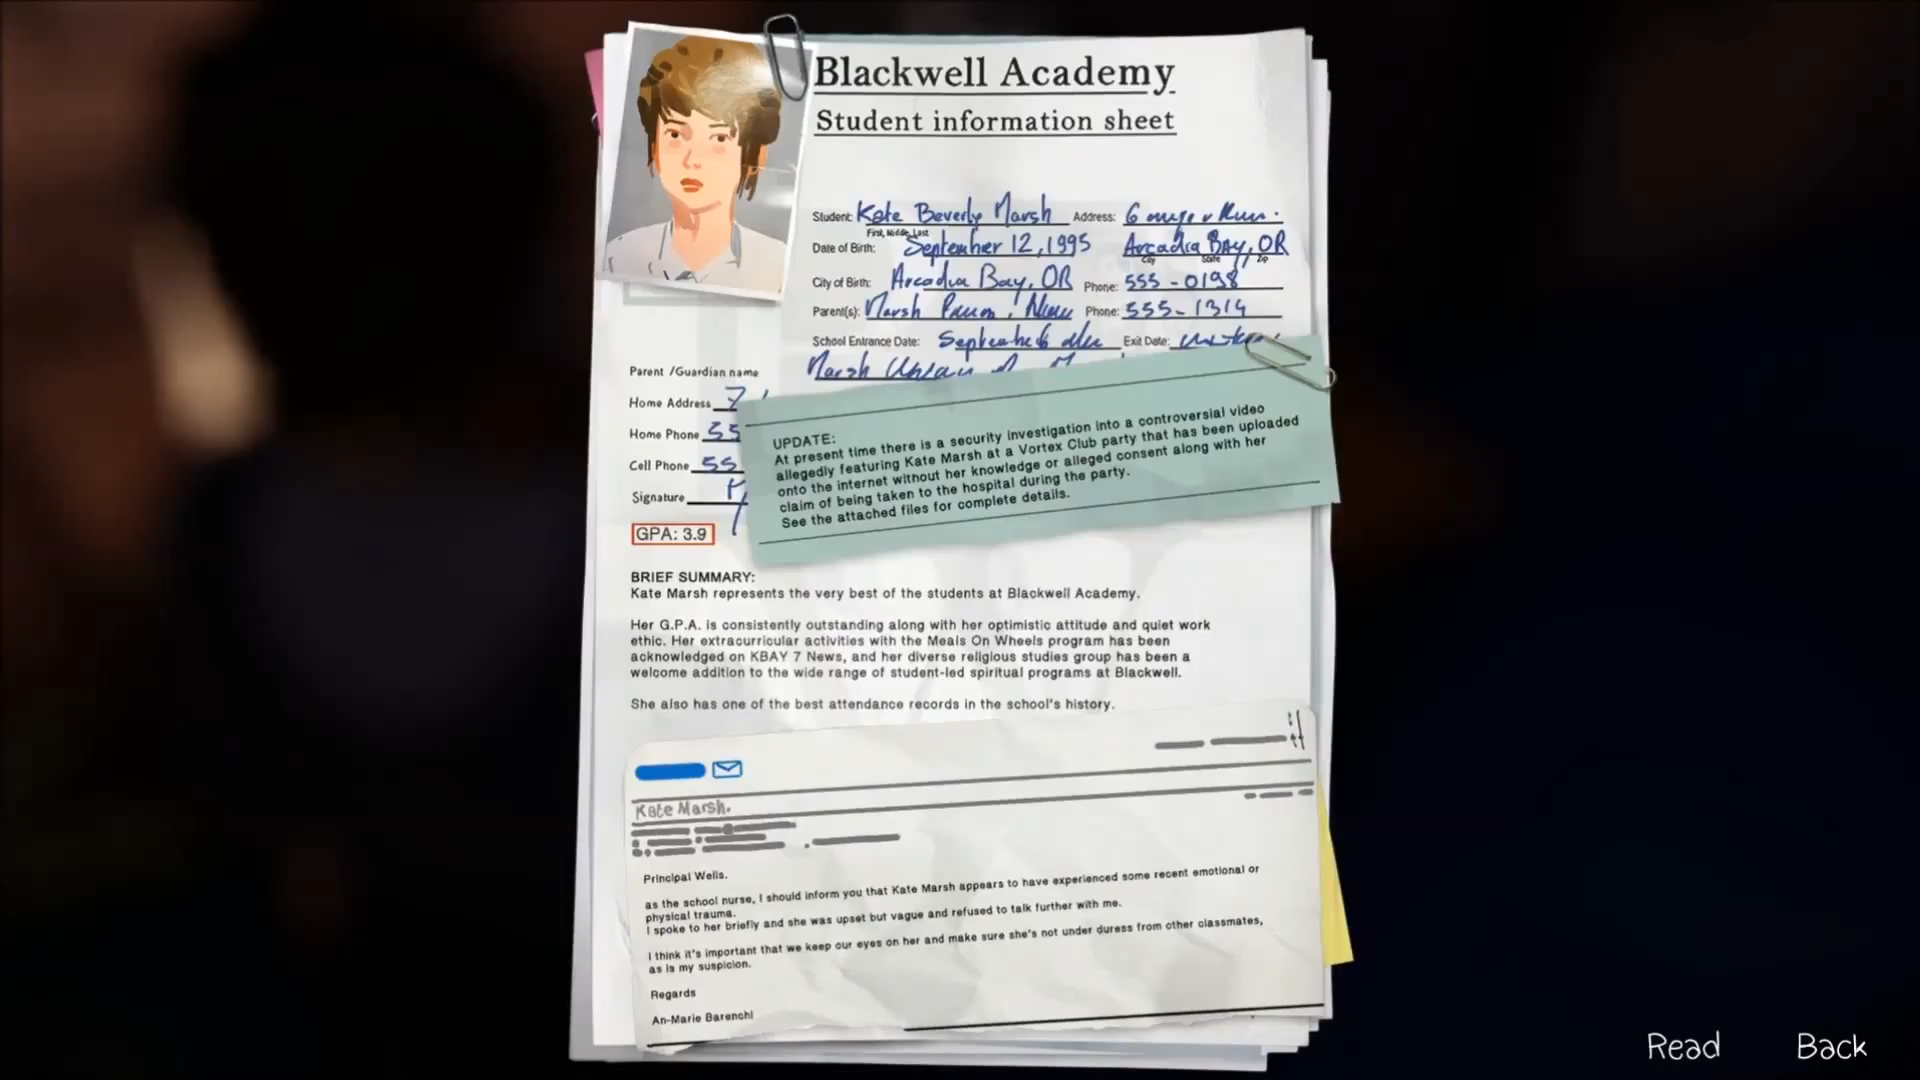 Blackwell Academy
Student information sheet
Student: Kate Beverly Marsh Address:
First, Middle, Last
Date of Birth: September 12, 1995 Arcadia Bay, OR
City State Zip
City of Birth: Arcadia Bay, OR Phone: 555-0198
Parent(s): Marsh Phone: 555-1314
School Entrance Date: Exit Date:
Parent /Guardian name Marsh
Home Address 7
Home Phone 55
Cell Phone 55
Signature
GPA: 3.9
UPDATE:
At present time there is a security investigation into a controversial video
allegedly featuring Kate Marsh at a Vortex Club party that has been uploaded
onto the internet without her knowledge or alleged consent along with her
claim of being taken to the hospital during the party.
See the attached files for complete details.
BRIEF SUMMARY:
Kate Marsh represents the very best of the students at Blackwell Academy.
Her G.P.A. is consistently outstanding along with her optimistic attitude and quiet work
ethic. Her extracurricular activities with the Meals On Wheels program has been
acknowledged on KBAY 7 News, and her diverse religious studies group has been a
welcome addition to the wide range of student-led spiritual programs at Blackwell.
She also has one of the best attendance records in the school's history.
Kate Marsh.
Principal Wells.
as the school nurse, I should inform you that Kate Marsh appears to have experienced some recent emotional or
physical trauma.
I spoke to her briefly and she was upset but vague and refused to talk further with me.
I think it's important that we keep our eyes on her and make sure she's not under duress from other classmates,
as is my suspicion.
Regards
An-Marie Barenchi
Read Back